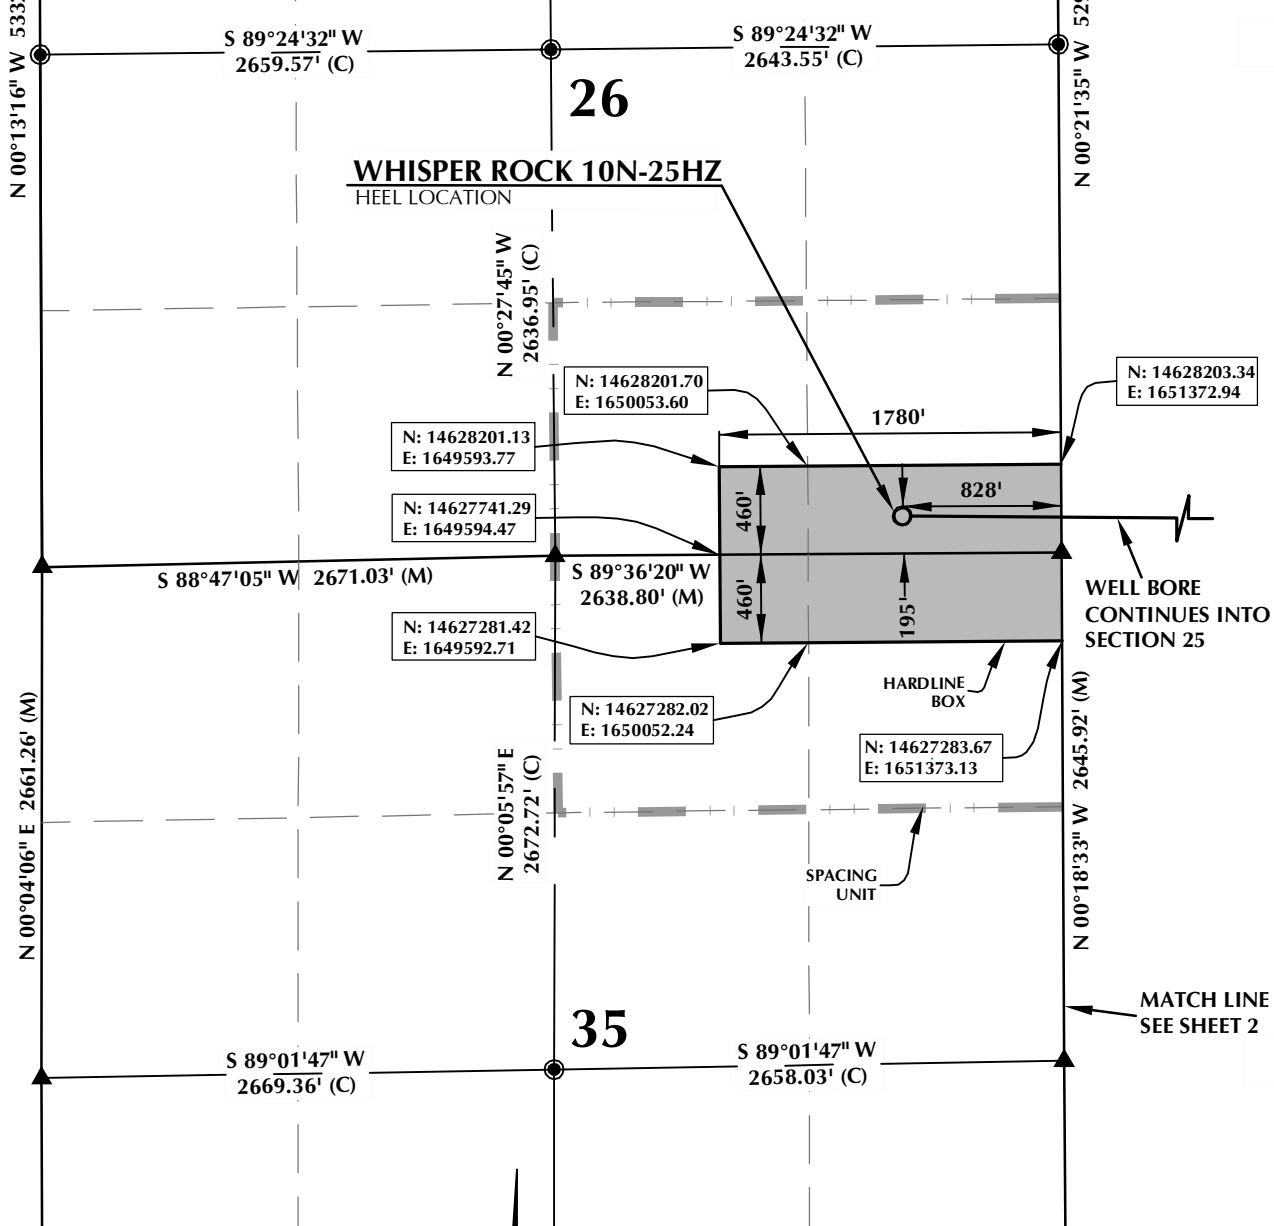 N 00°13'16" W
S 89°24'32" W
2659.57' (C)
S 89°24'32" W
2643.55' (C)
N 00°21'35" W
26
WHISPER ROCK 10N-25HZ
HEEL LOCATION
N 00°27'45" W
2636.95' (C)
N: 14628201.70
E: 1650053.60
N: 14628203.34
E: 1651372.94
1780'
N: 14628201.13
E: 1649593.77
828'
460'
N: 14627741.29
E: 1649594.47
S 88°47'05" W 2671.03' (M)
S 89°36'20" W
2638.80' (M)
460'
195'
WELL BORE
CONTINUES INTO
SECTION 25
N: 14627281.42
E: 1649592.71
HARDLINE
BOX
N: 14627282.02
E: 1650052.24
N: 14627283.67
E: 1651373.13
N 00°04'06" E 2661.26' (M)
N 00°05'57" E
2672.72' (C)
N 00°18'33" W 2645.92' (M)
SPACING
UNIT
MATCH LINE
SEE SHEET 2
35
S 89°01'47" W
2669.36' (C)
S 89°01'47" W
2658.03' (C)